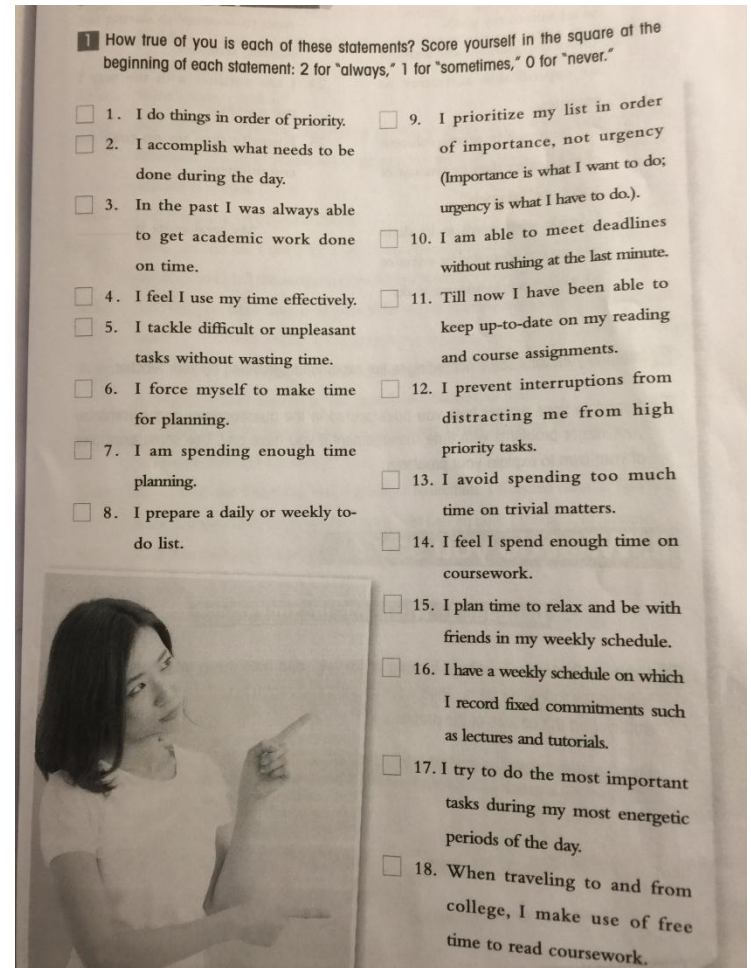 1 How true of you is each of these statements? Score yourself in the square at the
beginning of each statement: 2 for "always," 1 for "sometimes," 0 for "never."
1. I do things in order of priority.
2. I accomplish what needs to be
done during the day.
3. In the past I was always able
to get academic work done
on time.
4. I feel I use my time effectively.
5. I tackle difficult or unpleasant
tasks without wasting time.
6. I force myself to make time
for planning.
7. I am spending enough time
planning.
8. I prepare a daily or weekly to-
do list.
9. I prioritize my list in order
of importance, not urgency
(Importance is what I want to do;
urgency is what I have to do.).
10. I am able to meet deadlines
without rushing at the last minute.
11. Till now I have been able to
keep up-to-date on my reading
and course assignments.
12. I prevent interruptions from
distracting me from high
priority tasks.
13. I avoid spending too much
time on trivial matters.
14. I feel I spend enough time on
coursework.
15. I plan time to relax and be with
friends in my weekly schedule.
16. I have a weekly schedule on which
I record fixed commitments such
as lectures and tutorials.
17. I try to do the most important
tasks during my most energetic
periods of the day.
18. When traveling to and from
college, I make use of free
time to read coursework.